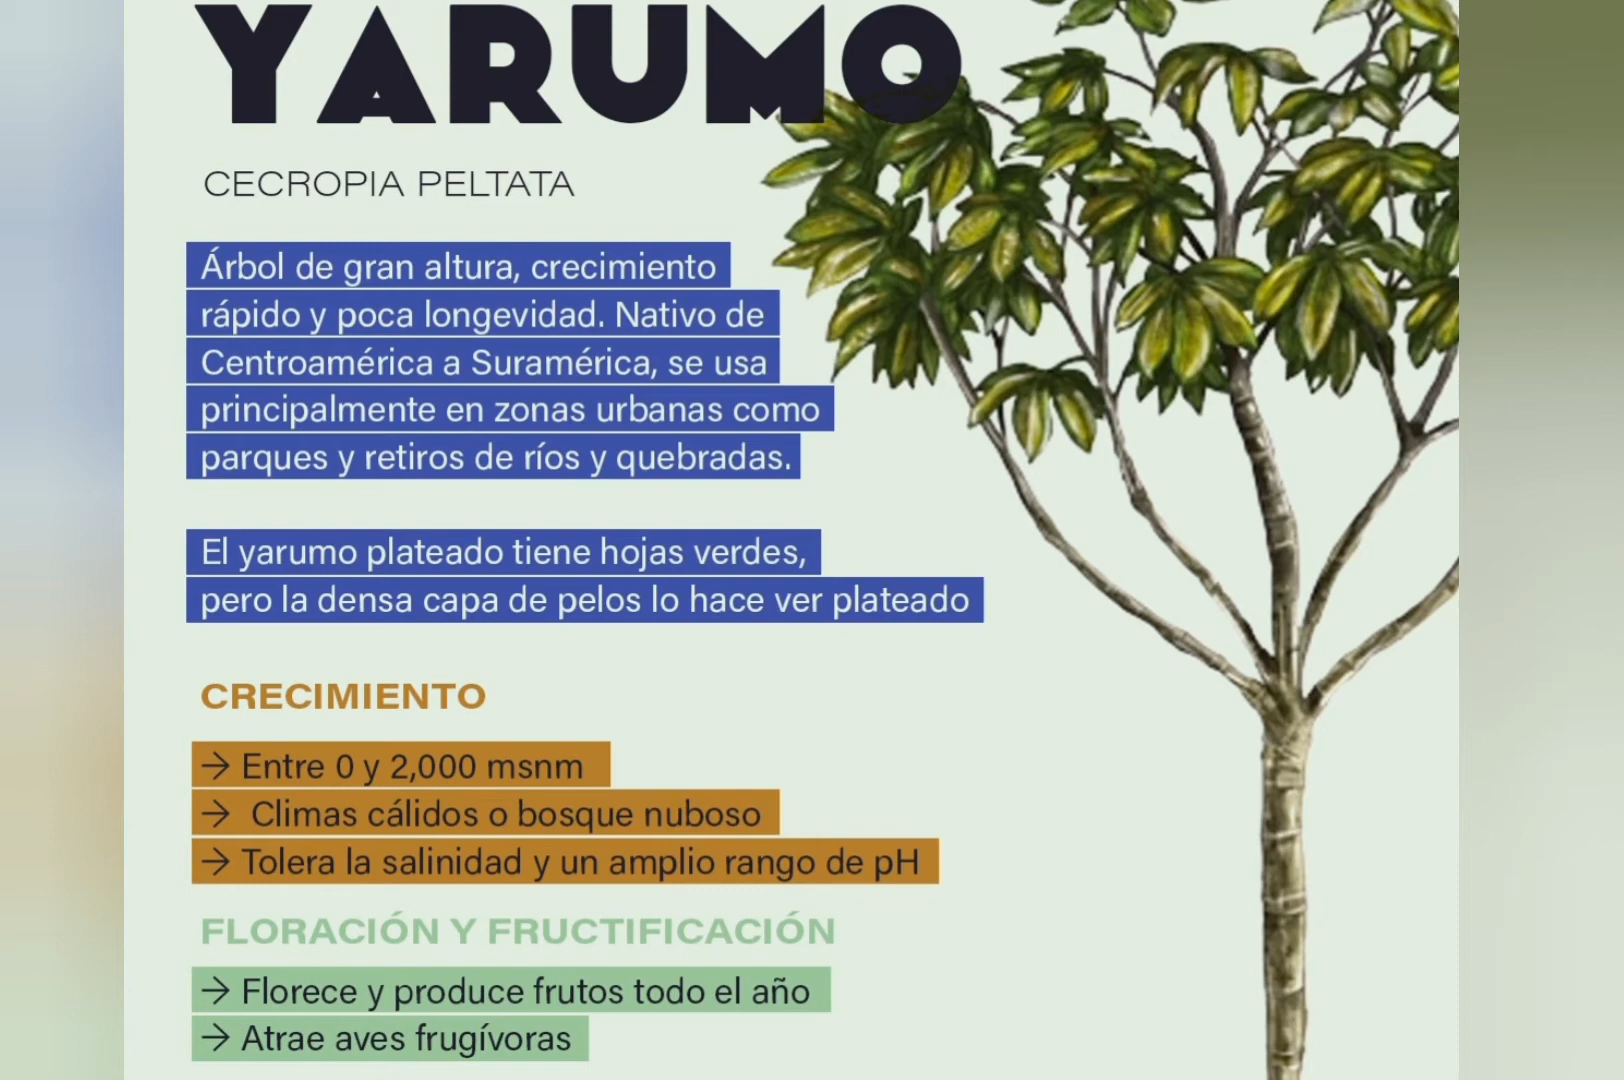 YARUMO
CECROPIA PELTATA
Árbol de gran altura, crecimiento
rápido y poca longevidad. Nativo de
Centroamérica a Suramérica, se usa
principalmente en zonas urbanas como
parques y retiros de ríos y quebradas.
El yarumo plateado tiene hojas verdes,
pero la densa capa de pelos lo hace ver plateado
CRECIMIENTO
→ Entre 0 y 2,000 msnm
→ Climas cálidos o bosque nuboso
→ Tolera la salinidad y un amplio rango de pH
FLORACIÓN Y FRUCTIFICACIÓN
→ Florece y produce frutos todo el año
→ Atrae aves frugívoras